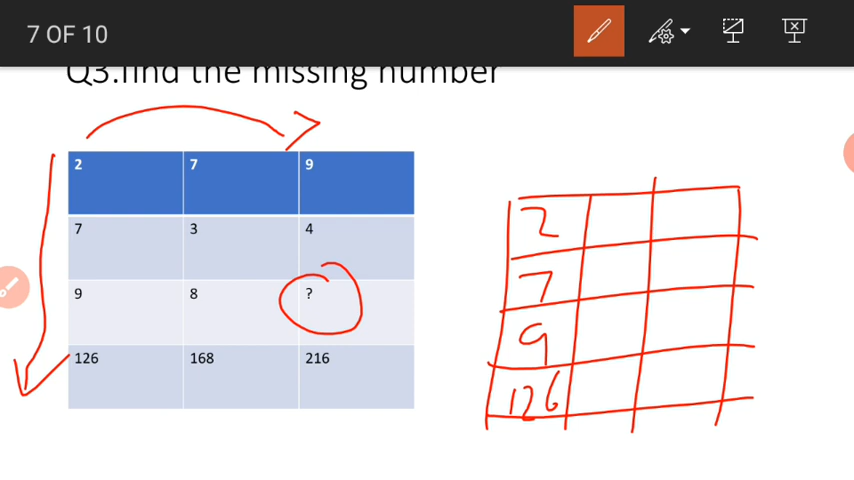 7 OF 10
Q3.find the missing number
2 7 9
7 3 4
9 8 ?
126 168 216
2
7
9
126